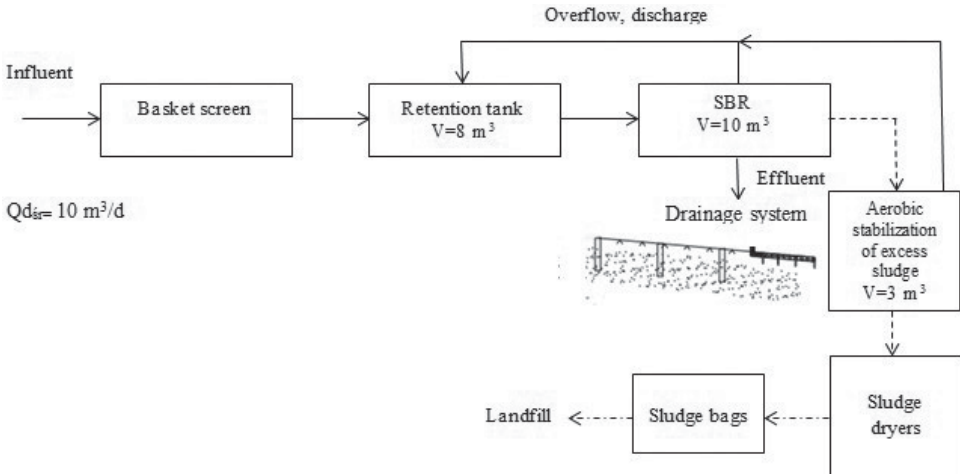 Overflow, discharge
Influent
Basket screen
Retention tank
V=8 m³
SBR
V=10 m³
Effluent
Qdśr= 10 m³/d
Drainage system
Aerobic
stabilization
of excess
sludge
V=3 m³
Landfill
Sludge bags
Sludge
dryers